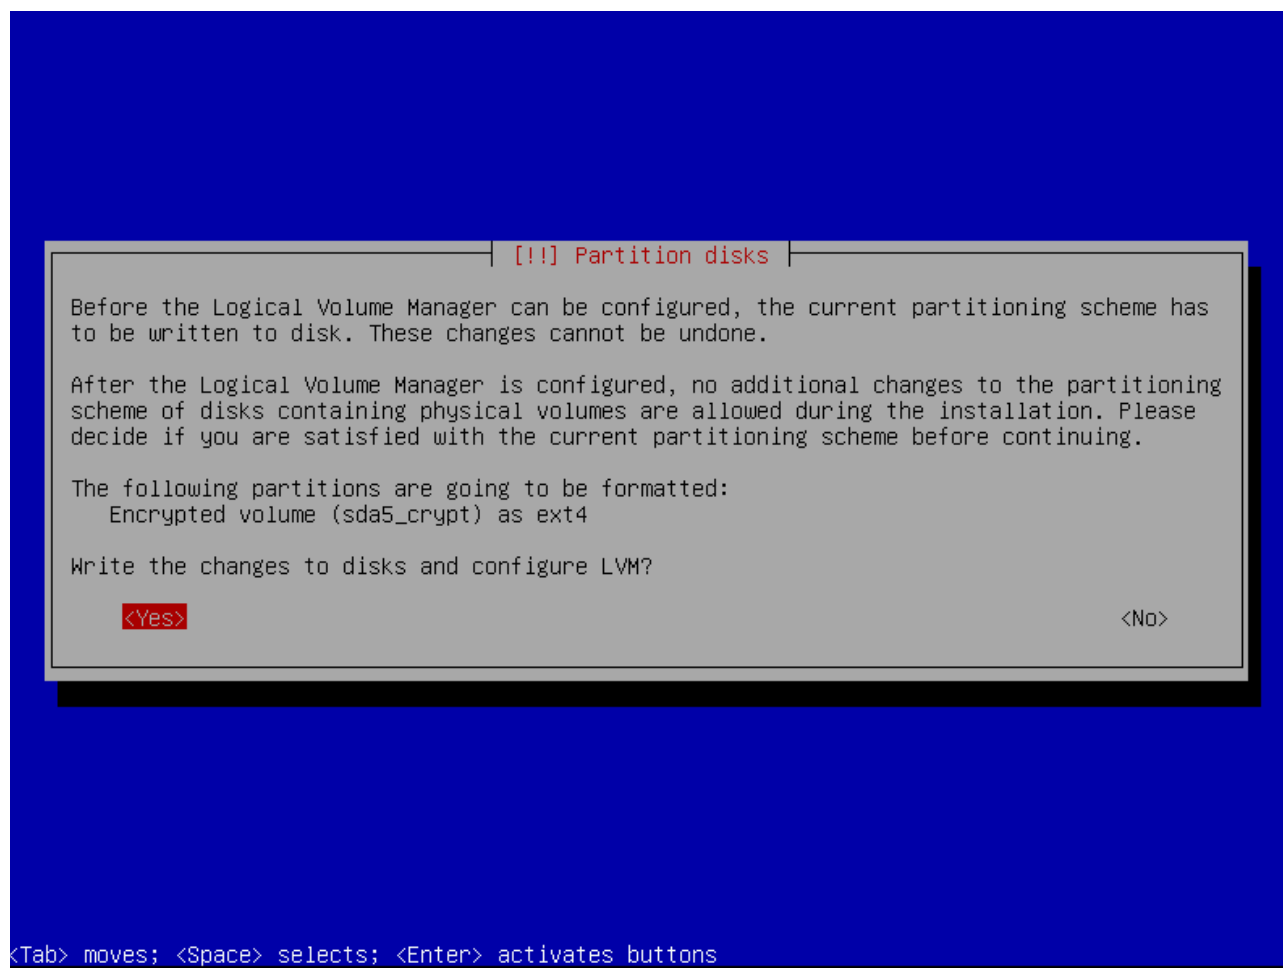 [!!] Partition disks
Before the Logical Volume Manager can be configured, the current partitioning scheme has
to be written to disk. These changes cannot be undone.
After the Logical Volume Manager is configured, no additional changes to the partitioning
scheme of disks containing physical volumes are allowed during the installation. Please
decide if you are satisfied with the current partitioning scheme before continuing.
The following partitions are going to be formatted:
Encrypted volume (sda5_crypt) as ext4
Write the changes to disks and configure LVM?
<Yes> <No>
<Tab> moves; <Space> selects; <Enter> activates buttons